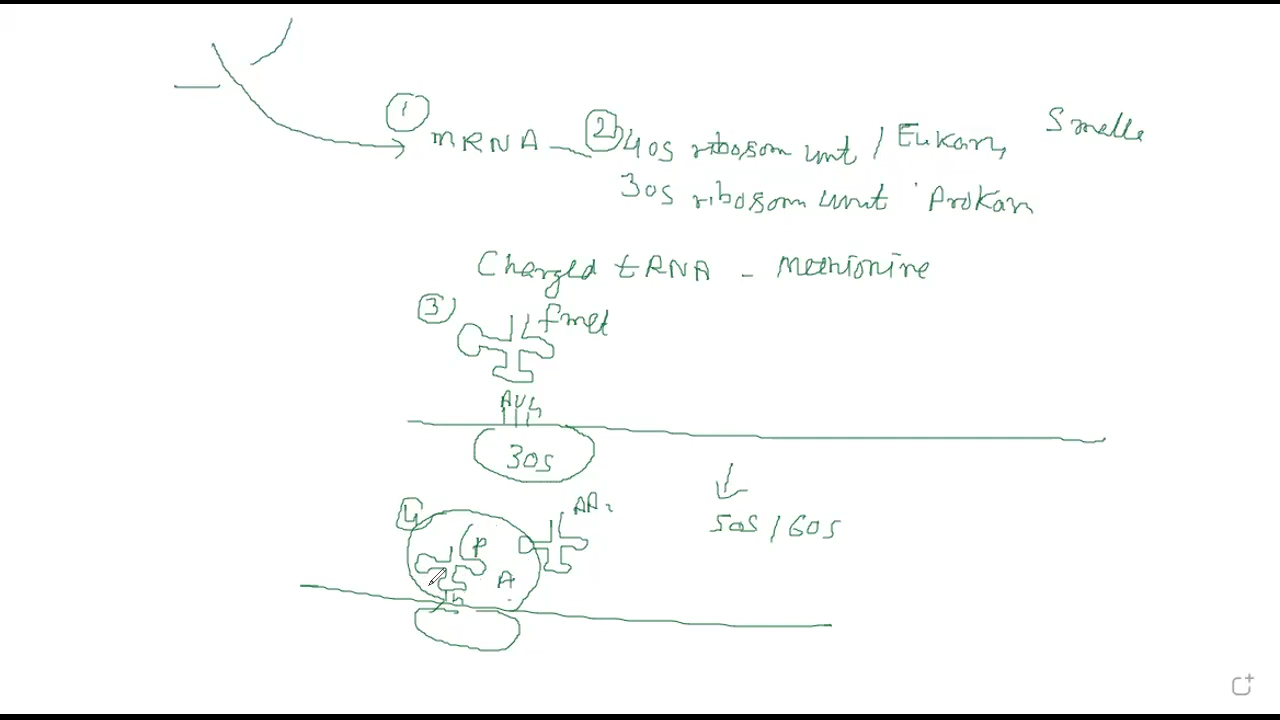 1
mRNA - 2 40s ribosom unit / Eukary Smalle
30s ribosom unit Prokary
Charged tRNA - Methionine
3
fmet
AUG
30s
50s / 60s
4
AA2
P
A